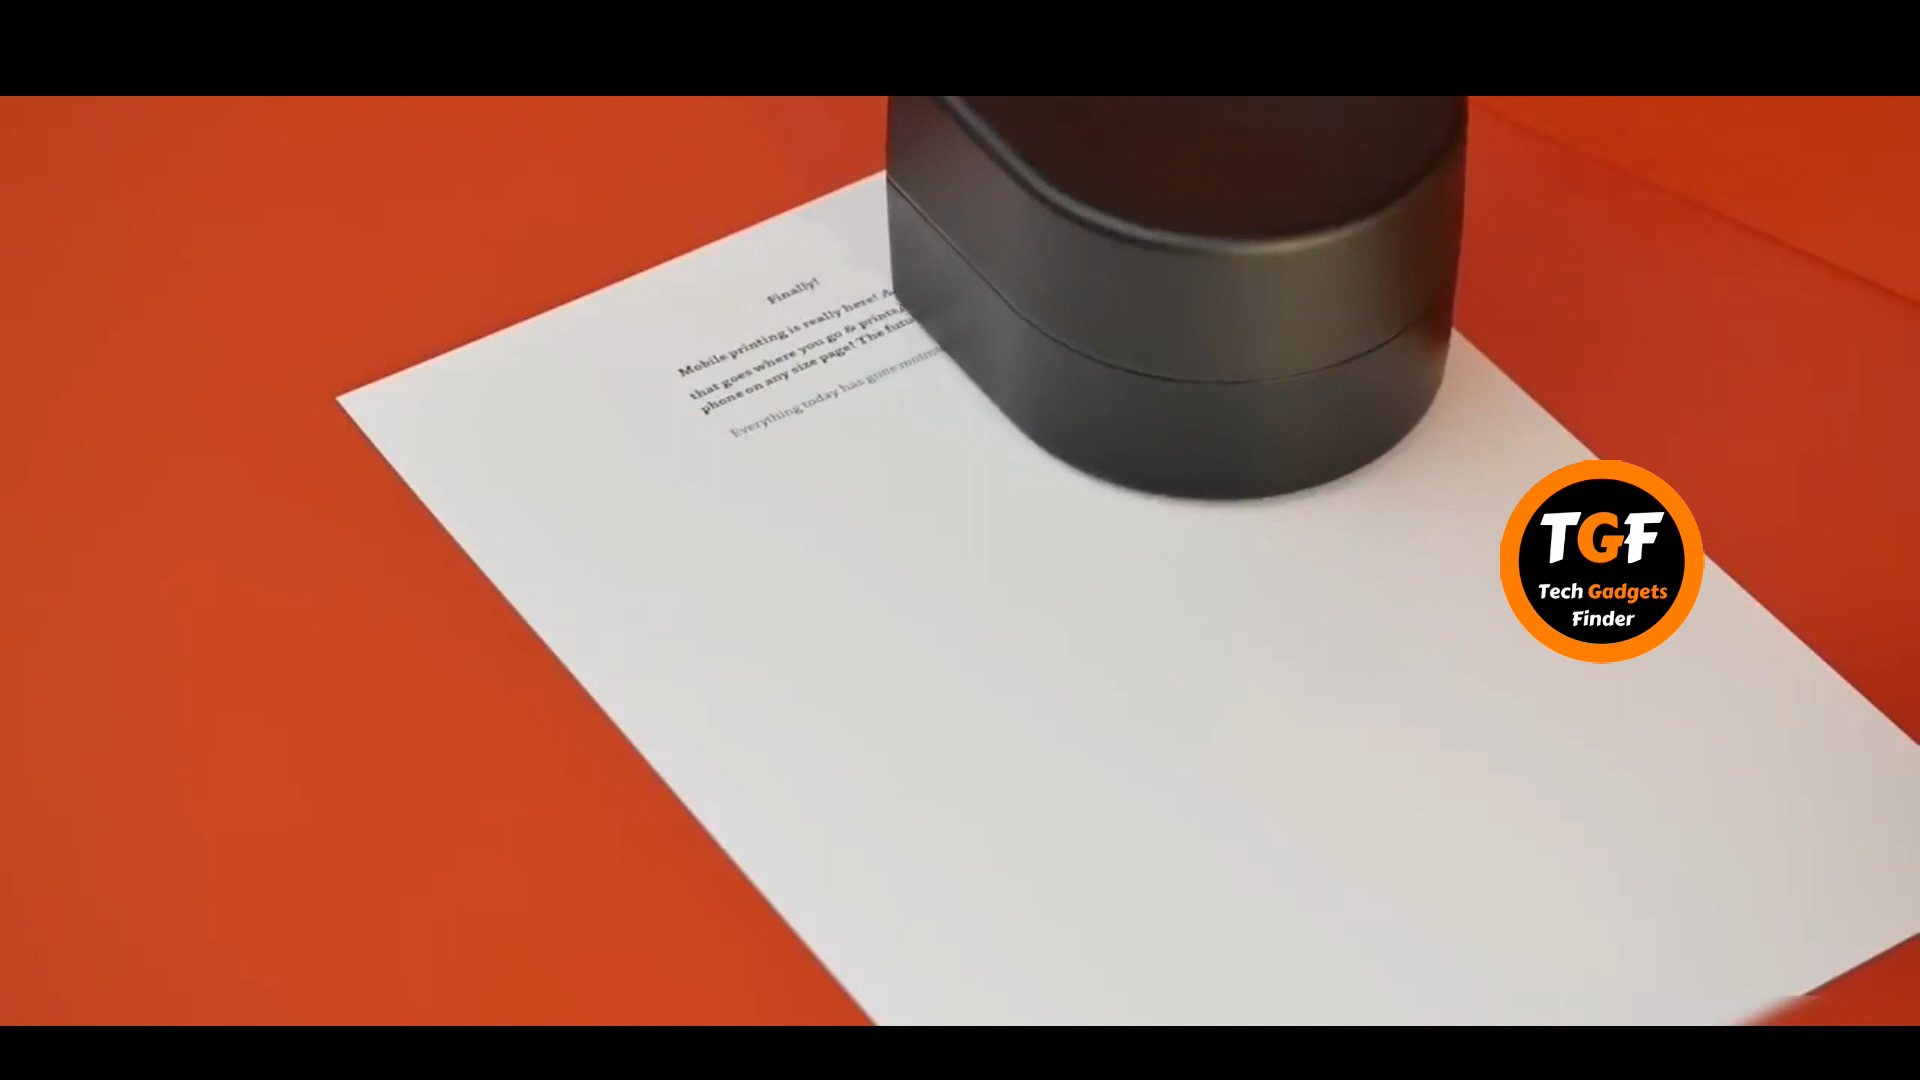 Finally!
Mobile printing is really here! A
that goes where you go & prints
phone on any size page! The futu
Everything today has gone
TGF
Tech Gadgets
Finder